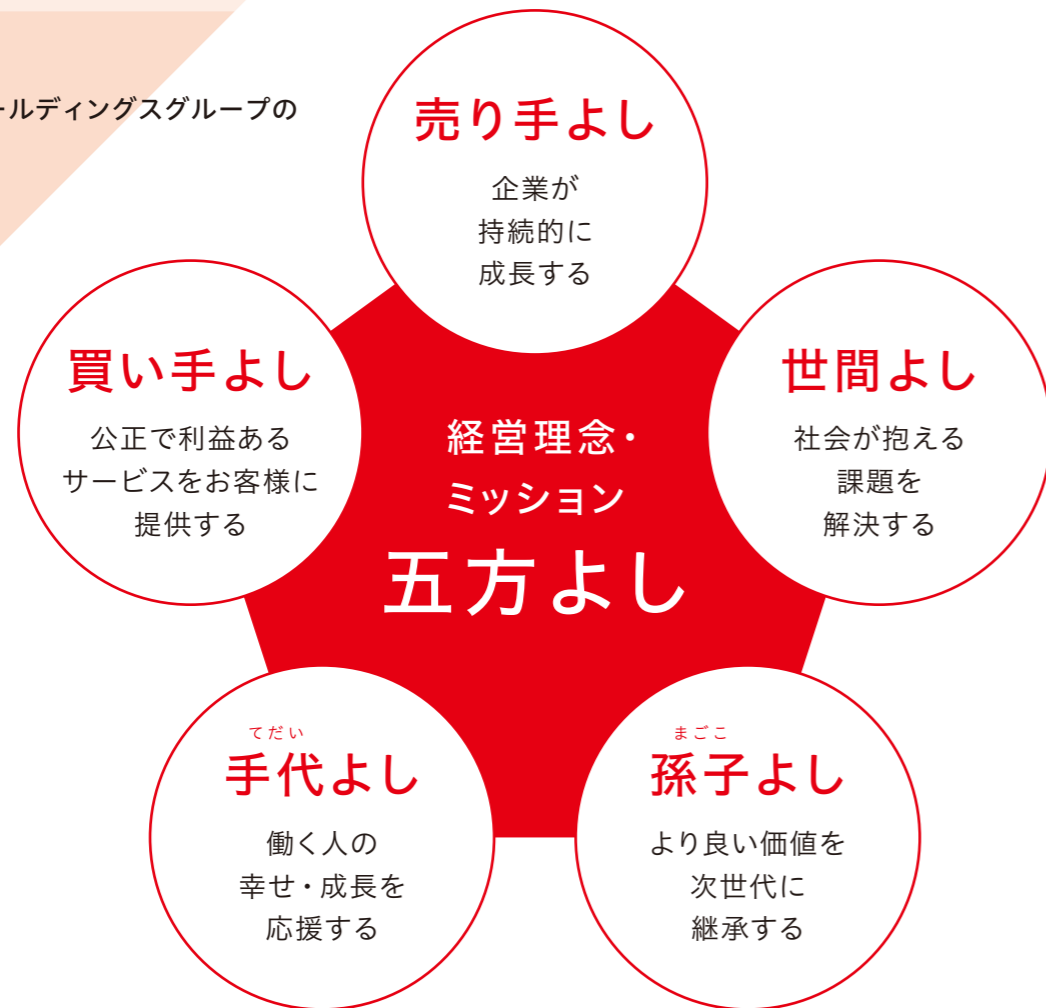 ールディングスグループの
売り手よし
企業が
持続的に
成長する
買い手よし
公正で利益ある
サービスをお客様に
提供する
世間よし
社会が抱える
課題を
解決する
経営理念・
ミッション
五方よし
てだい
手代よし
働く人の
幸せ・成長を
応援する
まごこ
孫子よし
より良い価値を
次世代に
継承する